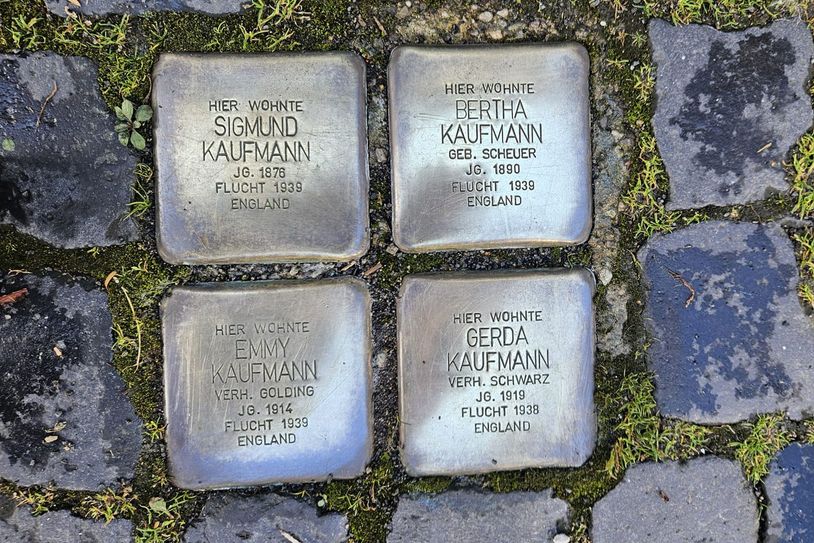 HIER WOHNTE
SIGMUND
KAUFMANN
JG. 1876
FLUCHT 1939
ENGLAND
HIER WOHNTE
BERTHA
KAUFMANN
GEB. SCHEUER
JG. 1890
FLUCHT 1939
ENGLAND
HIER WOHNTE
EMMY
KAUFMANN
VERH. GOLDING
JG. 1914
FLUCHT 1939
ENGLAND
HIER WOHNTE
GERDA
KAUFMANN
VERH. SCHWARZ
JG. 1919
FLUCHT 1938
ENGLAND